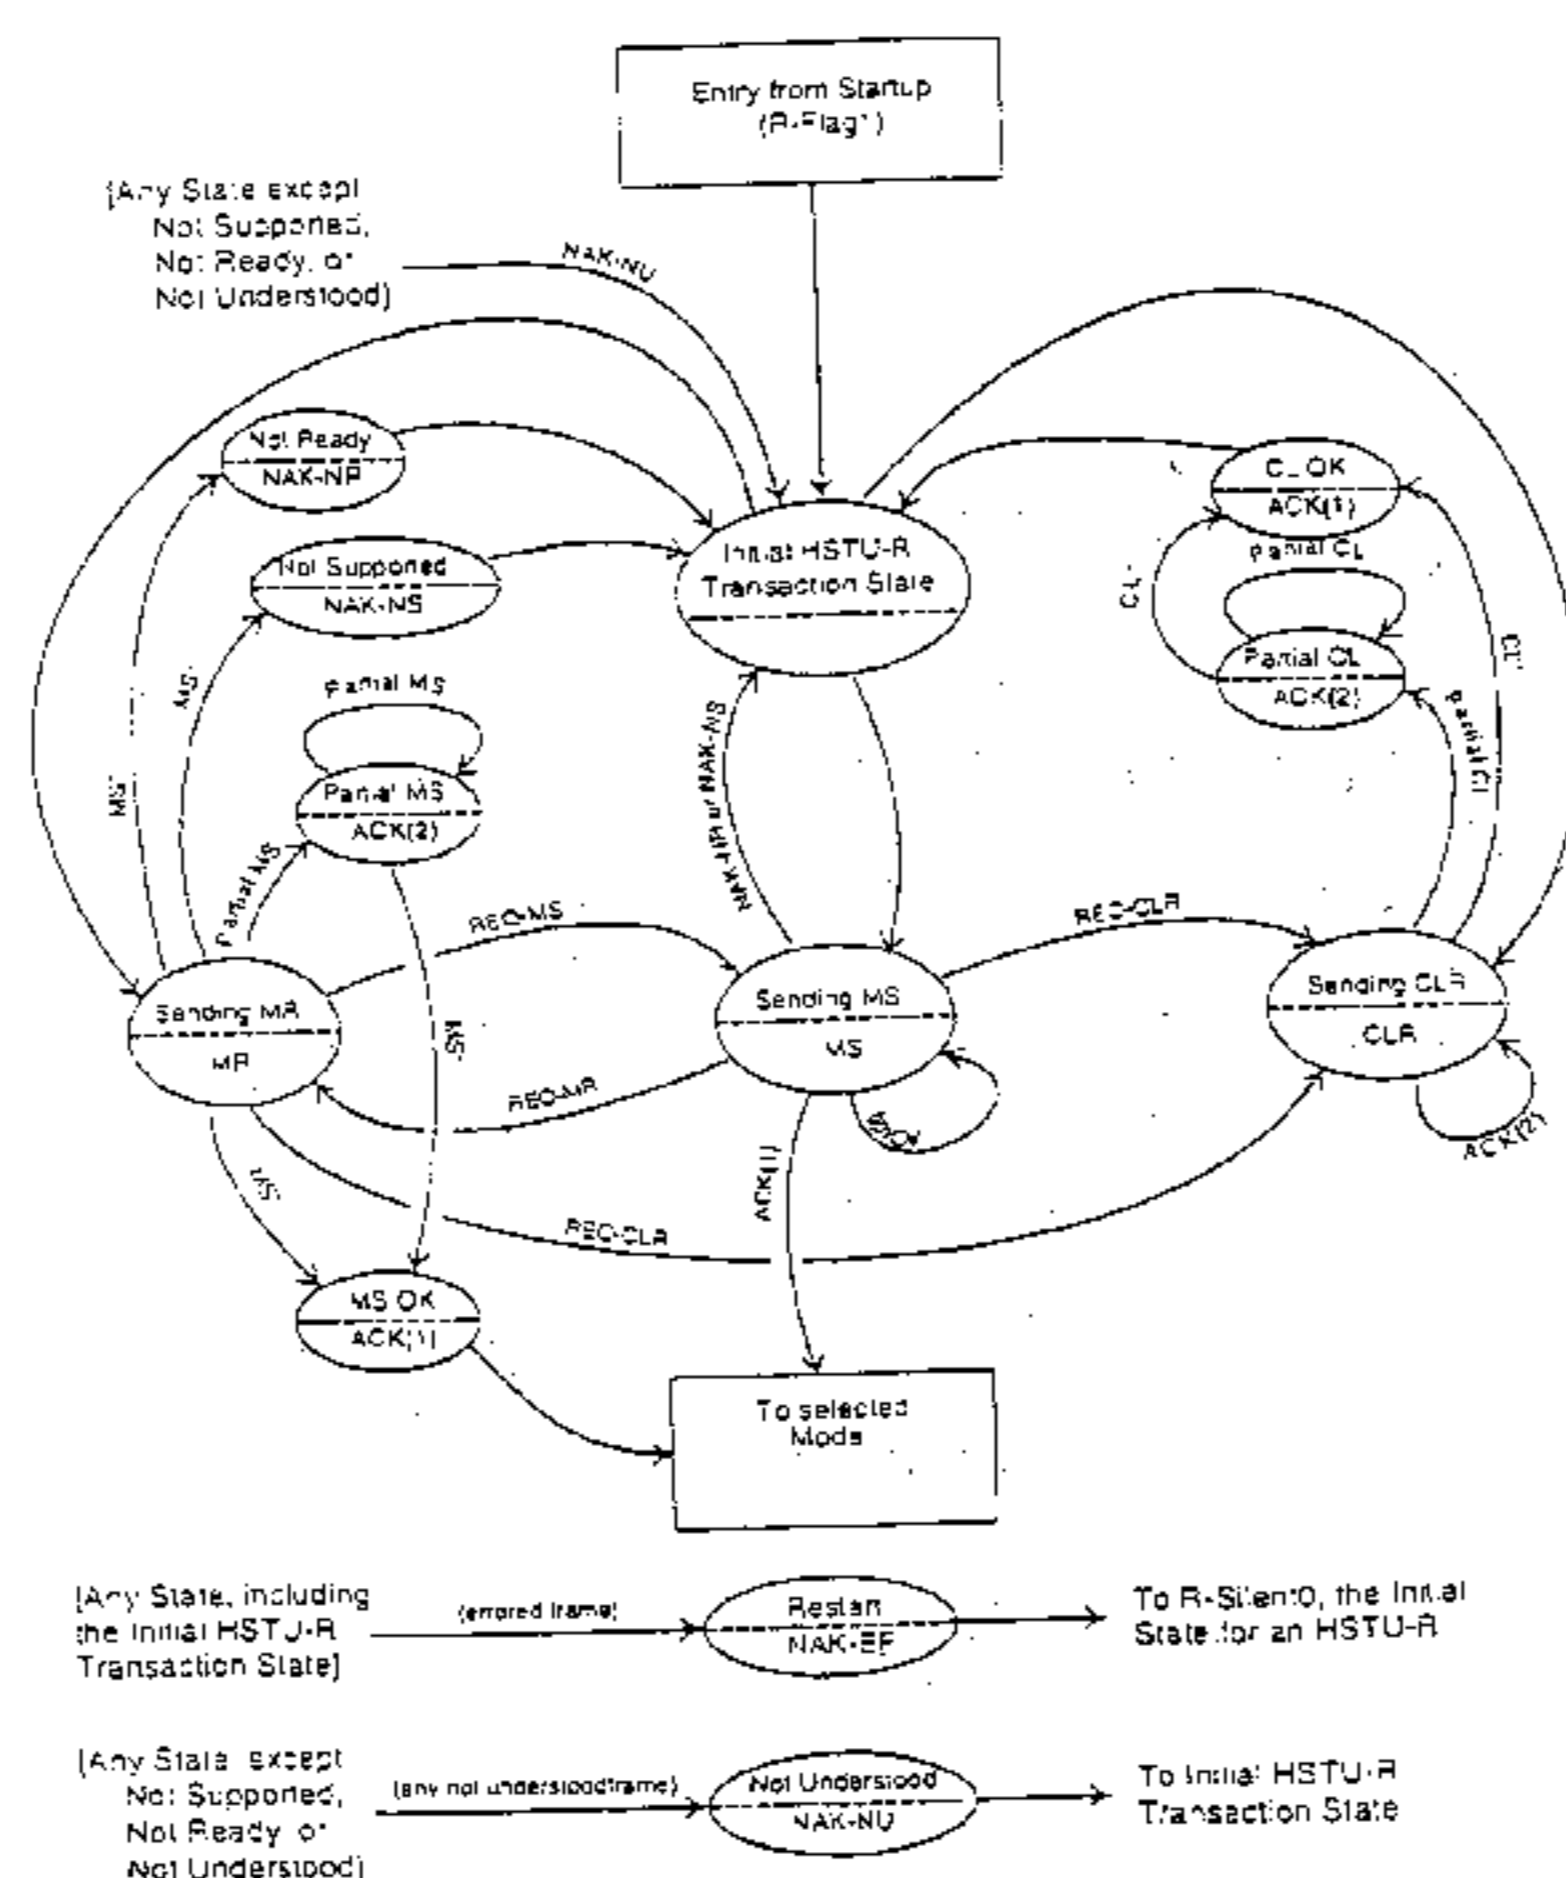 Entry from Startup
(R-Flag1)
[Any State except
Not Supported,
Not Ready, or
Not Understood]
NAK-NU
Not Ready
NAK-NR
Not Supported
NAK-NS
Initial HSTU-R
Transaction State
CL OK
ACK(1)
Partial CL
CL
Partial CL
ACK(2)
CL
Partial CL
MS
MS
Partial MS
Partial MS
ACK(2)
Partial MS
NAK-NR or NAK-NS
REQ-MS
REQ-CLR
Sending MR
MR
Sending MS
MS
Sending CLR
CLR
MS
REQ-MR
ACK(1)
ACK(2)
MS
REQ-CLR
MS OK
ACK(1)
To selected
Mode
[Any State, including
the Initial HSTU-R
Transaction State]
(errored frame)
Restart
NAK-EF
To R-Silent0, the Initial
State for an HSTU-R
[Any State except
Not Supported,
Not Ready or
Not Understood]
(any not understood frame)
Not Understood
NAK-NU
To Initial HSTU-R
Transaction State